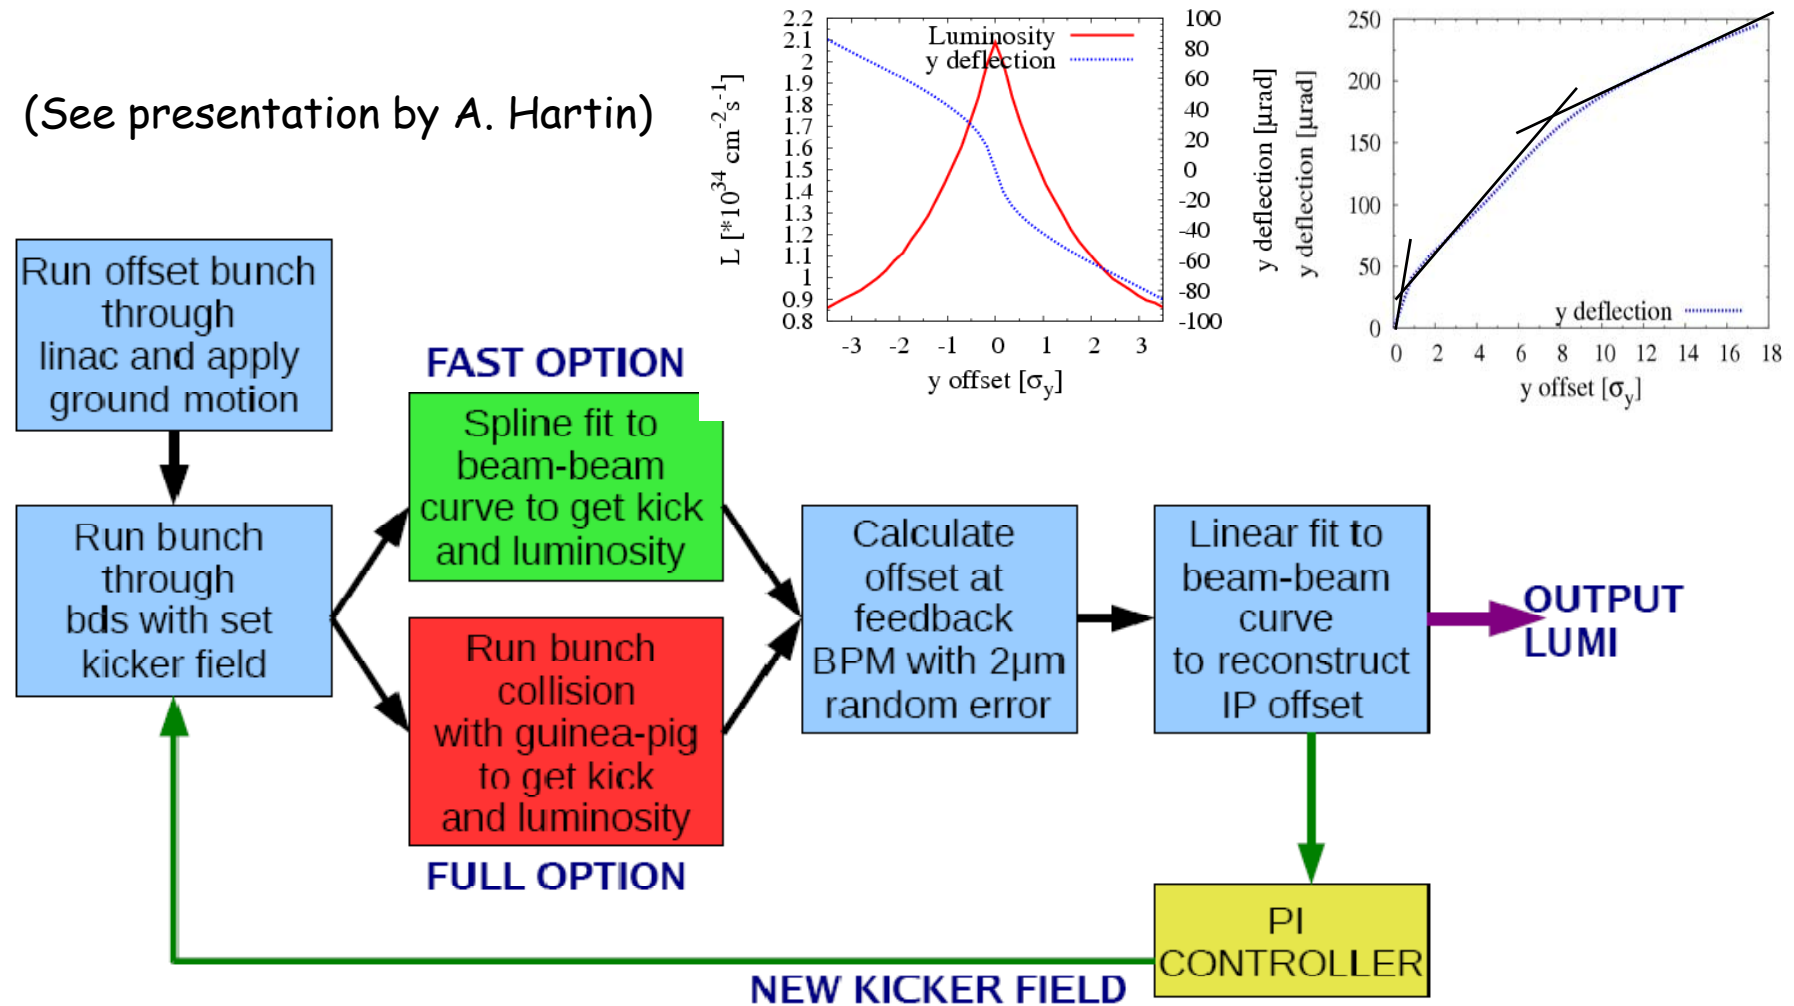 (See presentation by A. Hartin)
2.2
2.1
2
1.9
1.8
1.7
1.6
1.5
1.4
1.3
1.2
1.1
1
0.9
0.8
L [*10^34 cm^-2 s^-1]
Luminosity
y deflection
100
80
60
40
20
0
-20
-40
-60
-80
-100
y deflection [μrad]
-3 -2 -1 0 1 2 3
y offset [σ_y]
y deflection [μrad]
250
200
150
100
50
0
y deflection
0 2 4 6 8 10 12 14 16 18
y offset [σ_y]
Run offset bunch
through
linac and apply
ground motion
Run bunch
through
bds with set
kicker field
FAST OPTION
Spline fit to
beam-beam
curve to get kick
and luminosity
Run bunch
collision
with guinea-pig
to get kick
and luminosity
FULL OPTION
Calculate
offset at
feedback
BPM with 2μm
random error
Linear fit to
beam-beam
curve
to reconstruct
IP offset
OUTPUT
LUMI
PI
CONTROLLER
NEW KICKER FIELD